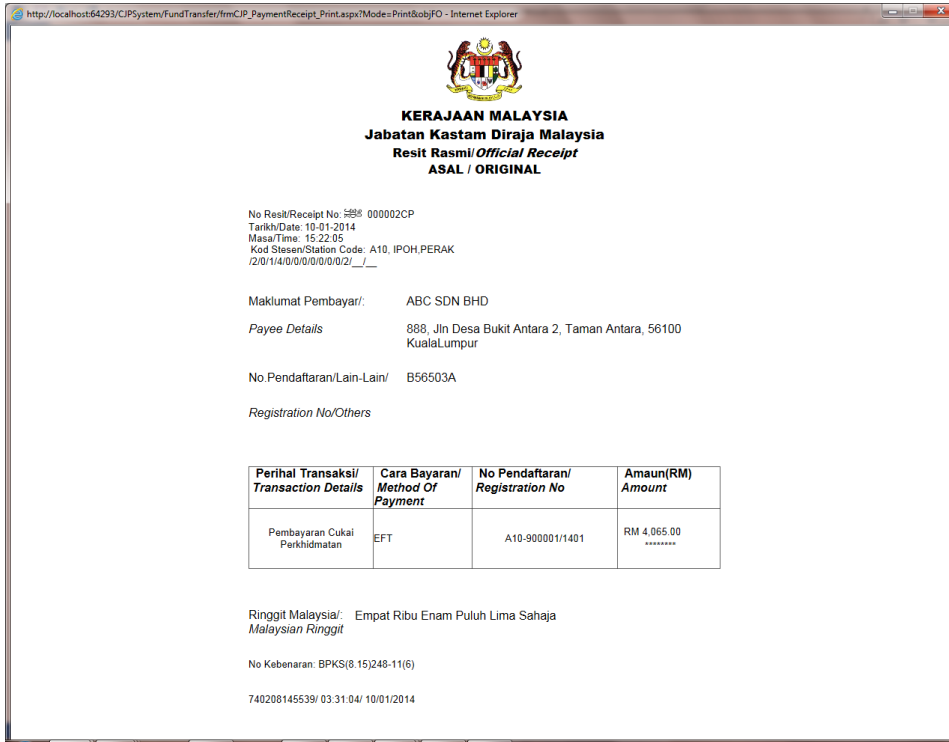 http://localhost:64293/CJPSystem/FundTransfer/frmCJP_PaymentReceipt_Print.aspx?Mode=Print&objFO - Internet Explorer
KERAJAAN MALAYSIA
Jabatan Kastam Diraja Malaysia
Resit Rasmi/Official Receipt
ASAL / ORIGINAL
No Resit/Receipt No: 000002CP
Tarikh/Date: 10-01-2014
Masa/Time: 15:22:05
Kod Stesen/Station Code: A10, IPOH,PERAK
/2/0/1/4/0/0/0/0/0/0/0/2/__/__
Maklumat Pembayar/: ABC SDN BHD
Payee Details 888, Jln Desa Bukit Antara 2, Taman Antara, 56100
KualaLumpur
No.Pendaftaran/Lain-Lain/ B56503A
Registration No/Others
Perihal Transaksi/ Cara Bayaran/ No Pendaftaran/ Amaun(RM)
Transaction Details Method Of Registration No Amount
Payment
Pembayaran Cukai EFT A10-900001/1401 RM 4,065.00
Perkhidmatan ********
Ringgit Malaysia/: Empat Ribu Enam Puluh Lima Sahaja
Malaysian Ringgit
No Kebenaran: BPKS(8.15)248-11(6)
740208145539/ 03:31:04/ 10/01/2014